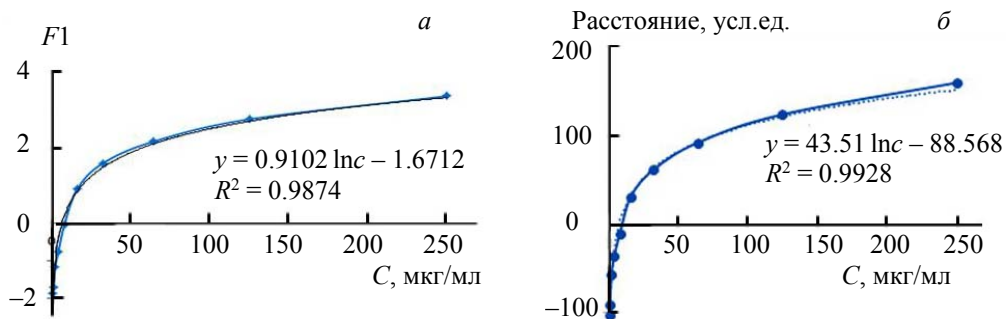 F1
а
4
2
0
−2
0
50
100
150
200
250
C, мкг/мл
y = 0.9102 lnc – 1.6712
R² = 0.9874
Расстояние, усл.ед.
б
200
100
0
–100
50
100
150
200
250
C, мкг/мл
y = 43.51 lnc – 88.568
R² = 0.9928